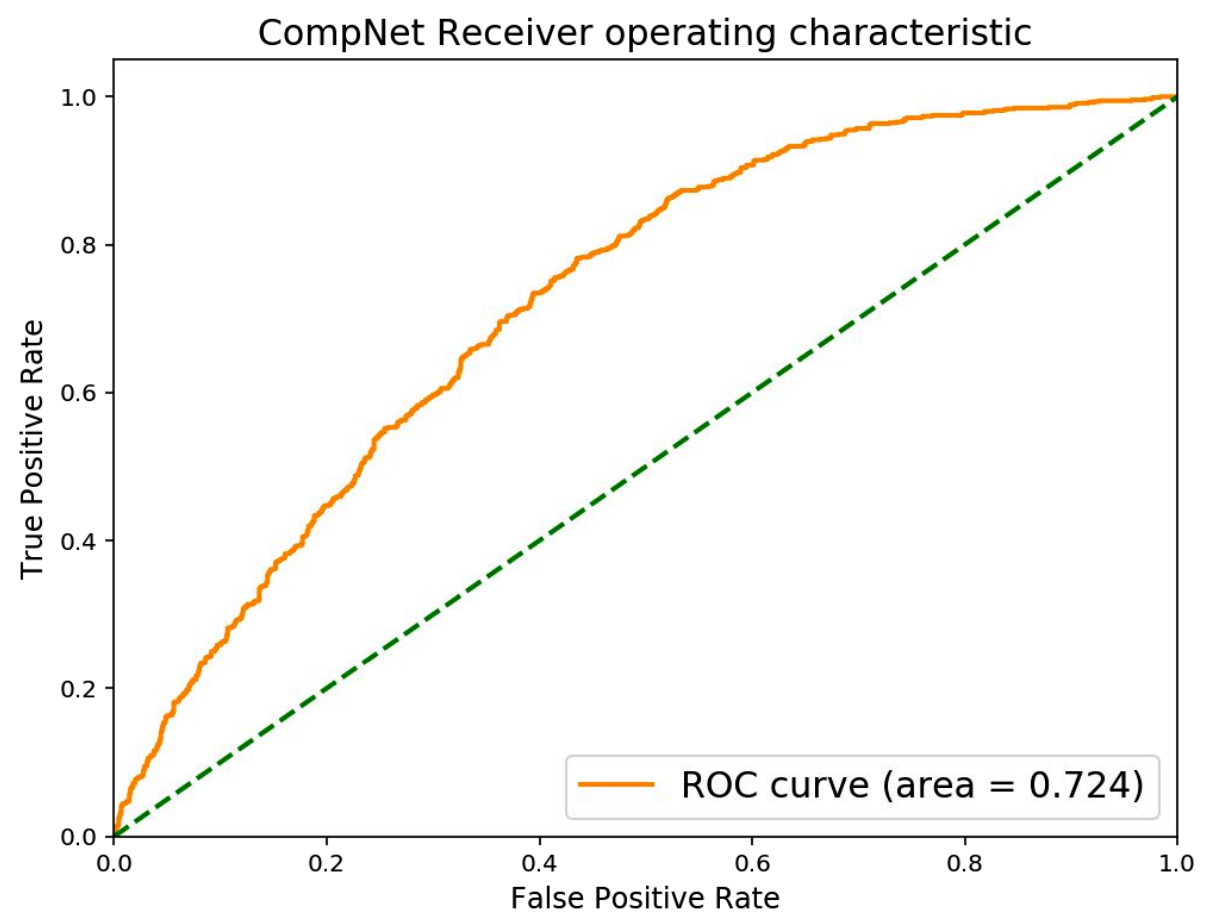 CompNet Receiver operating characteristic
True Positive Rate
1.0
0.8
0.6
0.4
0.2
0.0
ROC curve (area = 0.724)
0.0 0.2 0.4 0.6 0.8 1.0
False Positive Rate